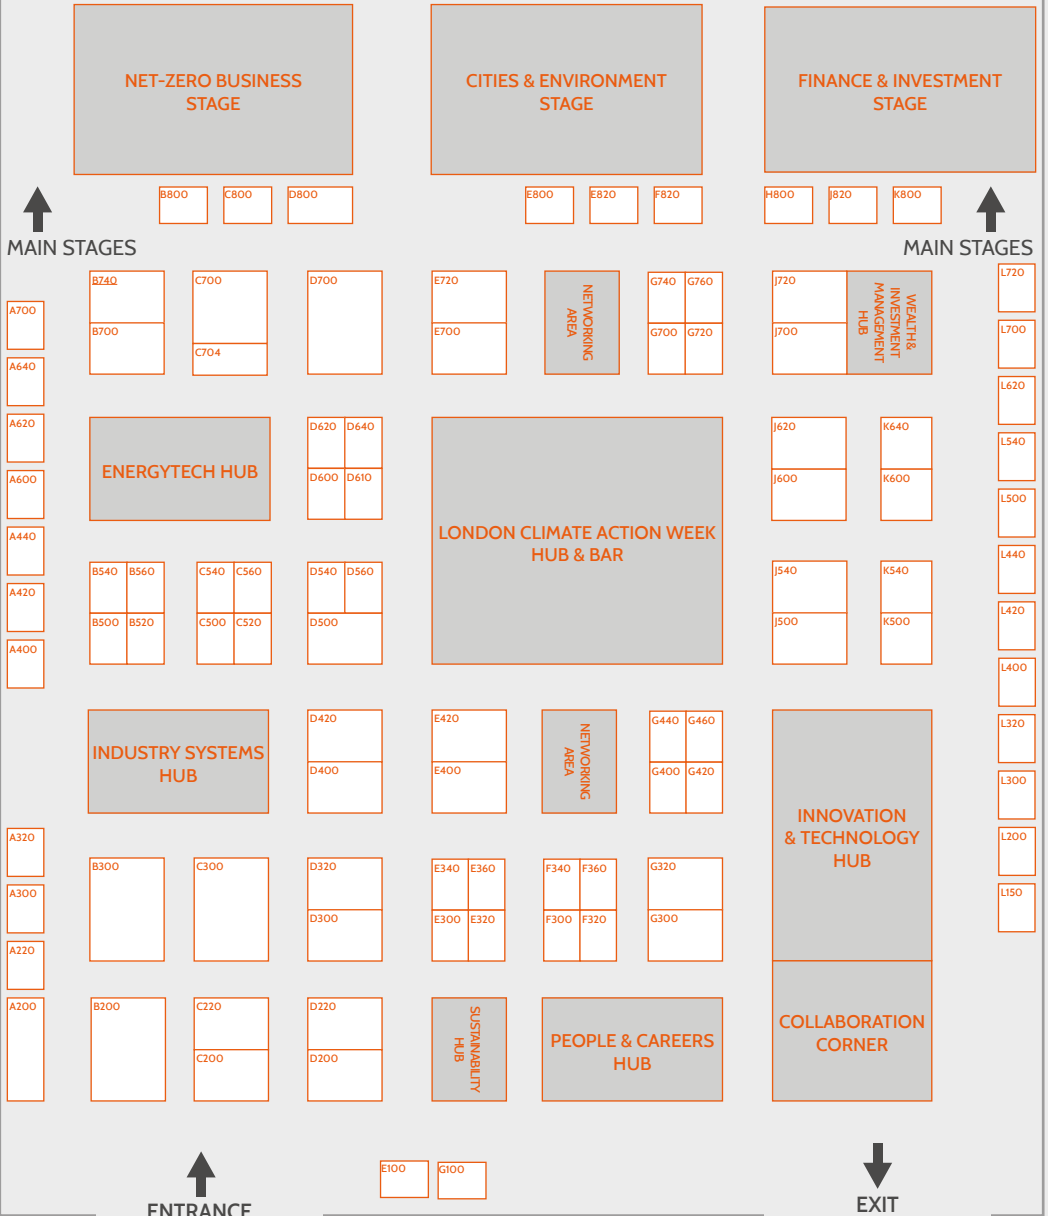 NET-ZERO BUSINESS
STAGE
CITIES & ENVIRONMENT
STAGE
FINANCE & INVESTMENT
STAGE
B800
C800
D800
E800
E820
F820
H800
J820
K800
MAIN STAGES
MAIN STAGES
A700
A640
A620
A600
A440
A420
A400
B740
B700
C700
C704
D700
E720
E700
NETWORKING
AREA
G740
G760
G700
G720
J720
J700
WEALTH&
INVESTMENT
MANAGEMENT
HUB
L720
L700
L620
L540
L500
L440
L420
L400
L320
L300
L200
L150
ENERGYTECH HUB
D620
D640
D600
D610
LONDON CLIMATE ACTION WEEK
HUB & BAR
J620
J600
K640
K600
B540
B560
B500
B520
C540
C560
C500
C520
D540
D560
D500
J540
J500
K540
K500
INDUSTRY SYSTEMS
HUB
D420
D400
E420
E400
NETWORKING
AREA
G440
G460
G400
G420
INNOVATION
& TECHNOLOGY
HUB
A320
A300
A220
A200
B300
C300
D320
D300
E340
E360
E300
E320
F340
F360
F300
F320
G320
G300
B200
C220
C200
D220
D200
SUSTAINABILITY
HUB
PEOPLE & CAREERS
HUB
COLLABORATION
CORNER
E100
G100
ENTRANCE
EXIT